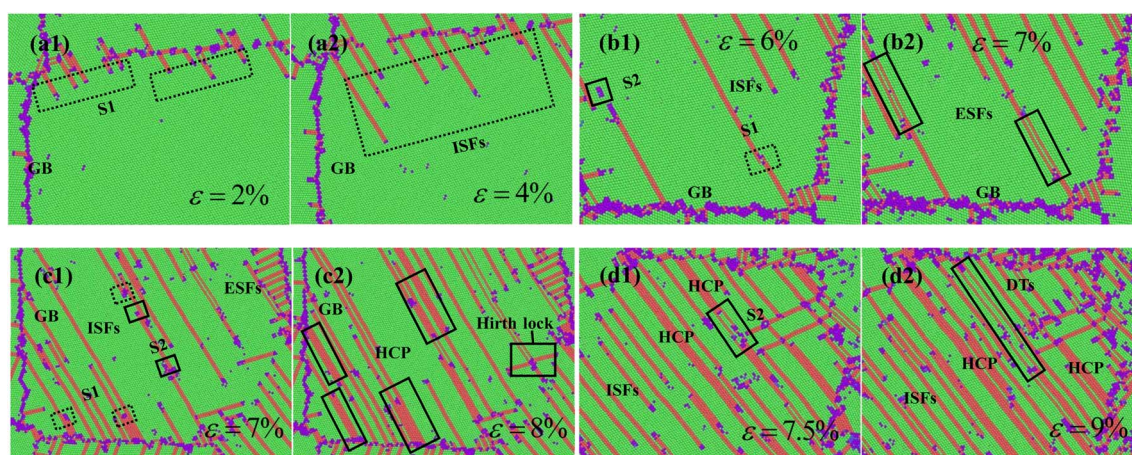 (a1)
S1
GB
ε = 2%
(a2)
ISFs
GB
ε = 4%
(b1)
ε = 6%
S2
ISFs
S1
GB
(b2)
ε = 7%
ESFs
GB
(c1)
ESFs
GB
ISFs
S2
S1
ε = 7%
(c2)
GB
Hirth lock
HCP
ε = 8%
(d1)
HCP
S2
HCP
ISFs
ε = 7.5%
(d2)
DTs
HCP
HCP
ISFs
ε = 9%